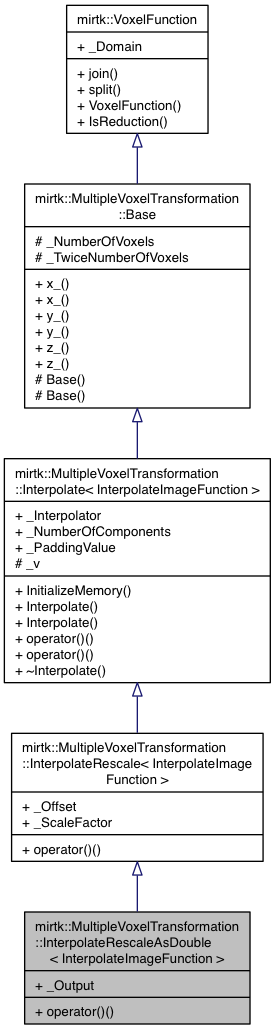 mirtk::VoxelFunction
+ _Domain
+ join()
+ split()
+ VoxelFunction()
+ IsReduction()
mirtk::MultipleVoxelTransformation
::Base
# _NumberOfVoxels
# _TwiceNumberOfVoxels
+ x_()
+ x_()
+ y_()
+ y_()
+ z_()
+ z_()
# Base()
# Base()
mirtk::MultipleVoxelTransformation
::Interpolate< InterpolateImageFunction >
+ _Interpolator
+ _NumberOfComponents
+ _PaddingValue
# _v
+ InitializeMemory()
+ Interpolate()
+ Interpolate()
+ operator()()
+ operator()()
+ ~Interpolate()
mirtk::MultipleVoxelTransformation
::InterpolateRescale< InterpolateImage
Function >
+ _Offset
+ _ScaleFactor
+ operator()()
mirtk::MultipleVoxelTransformation
::InterpolateRescaleAsDouble
< InterpolateImageFunction >
+ _Output
+ operator()()